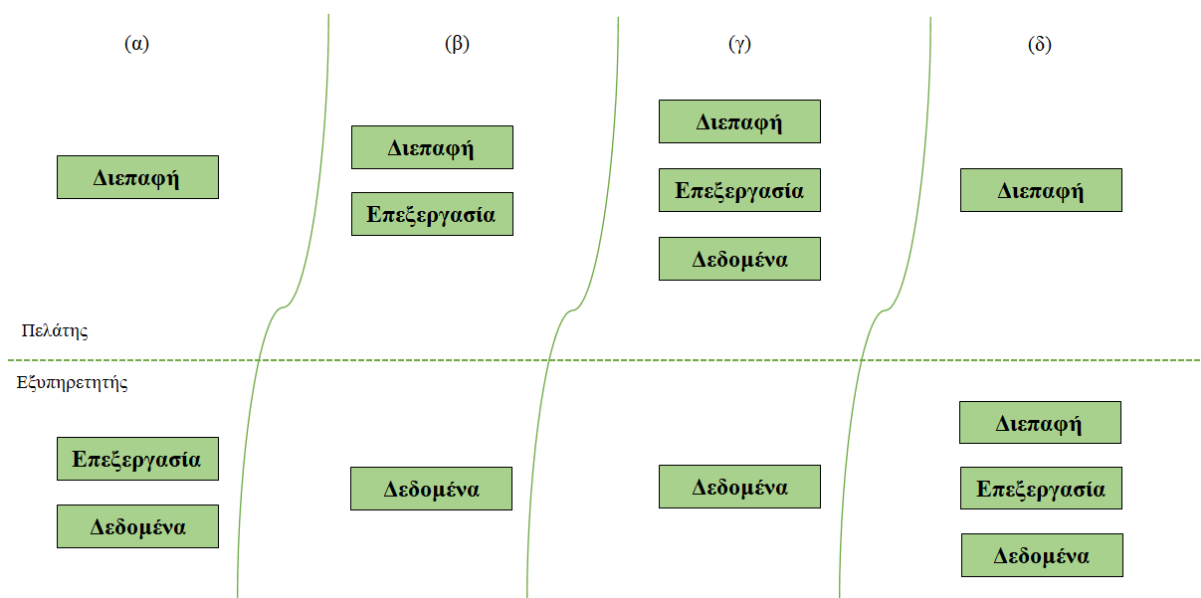 (α)
(β)
(γ)
(δ)
Διεπαφή
Διεπαφή
Επεξεργασία
Διεπαφή
Επεξεργασία
Δεδομένα
Διεπαφή
Πελάτης
Εξυπηρετητής
Επεξεργασία
Δεδομένα
Δεδομένα
Δεδομένα
Διεπαφή
Επεξεργασία
Δεδομένα